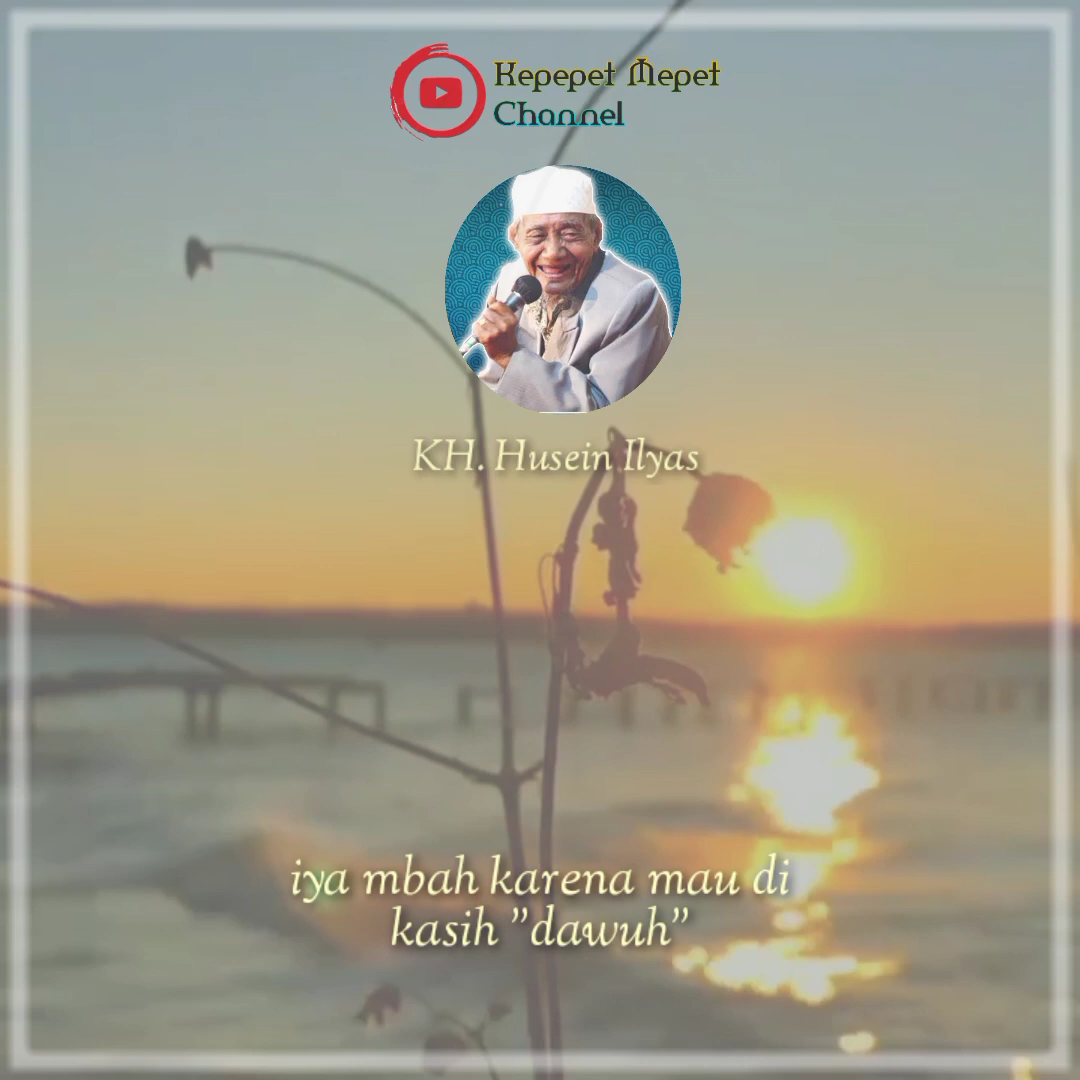 Kepepet Mepet
Channel
KH. Husein Ilyas
iya mbah karena mau di
kasih "dawuh"